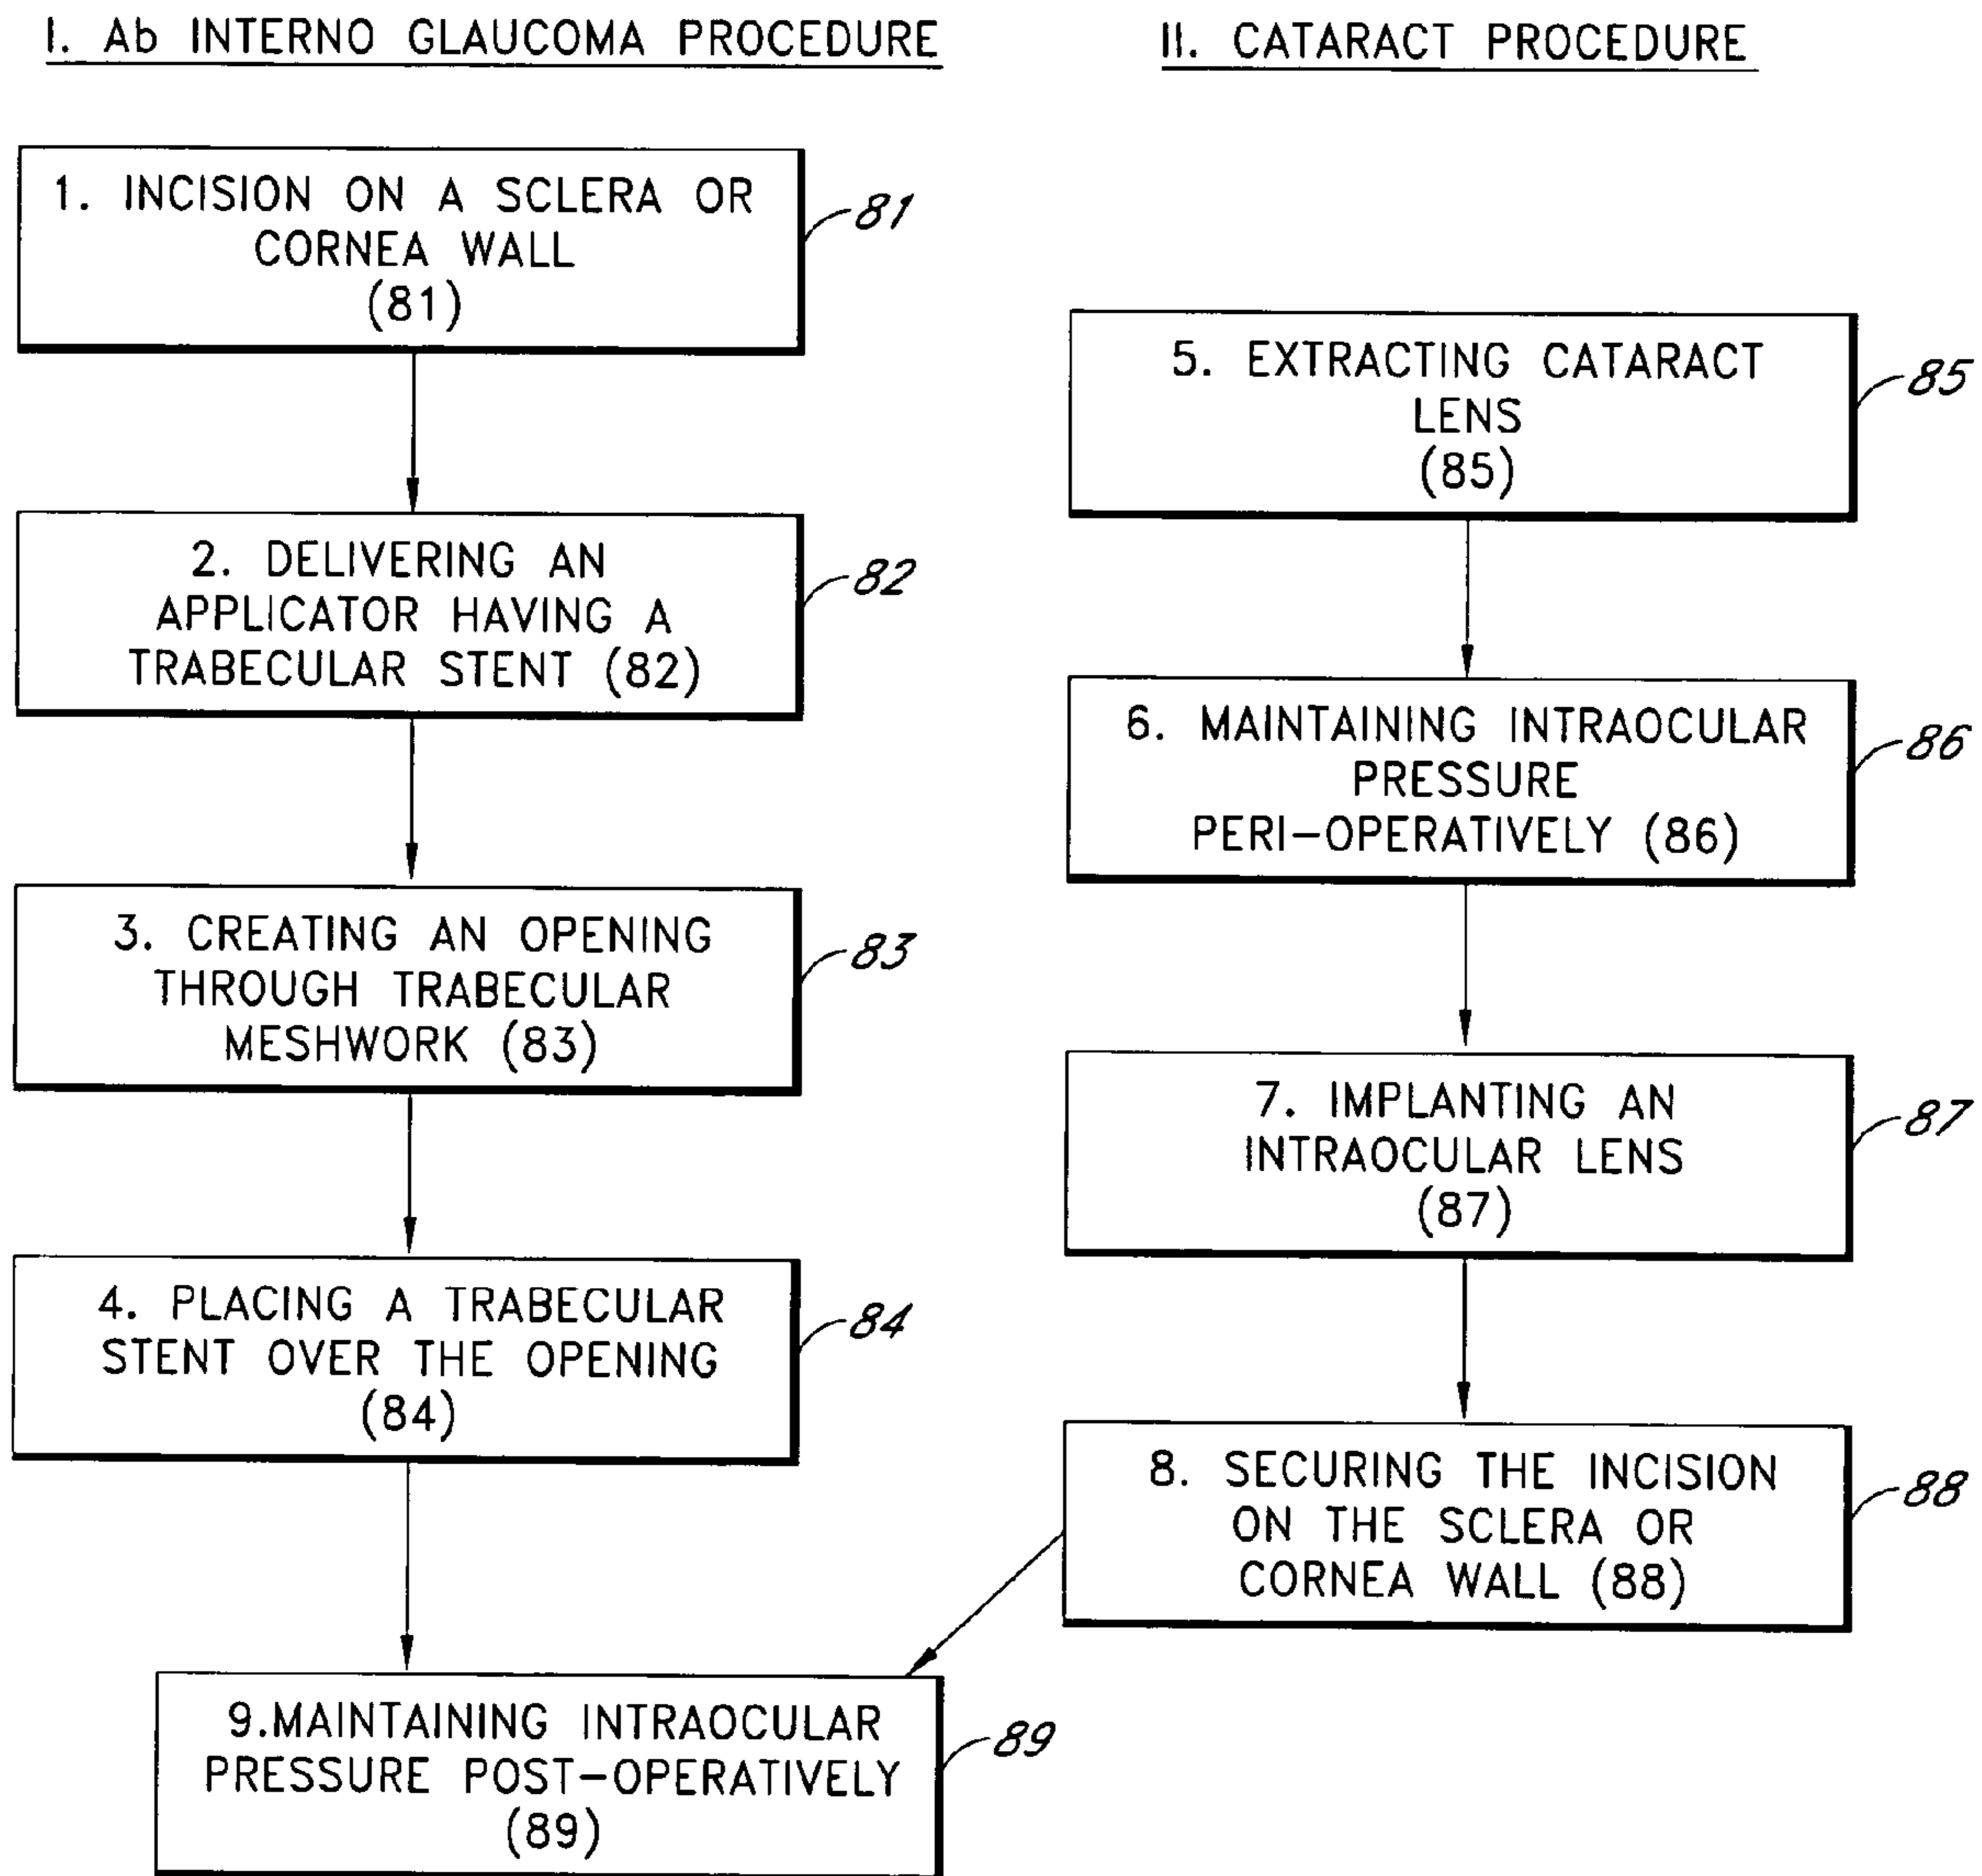 I. Ab INTERNO GLAUCOMA PROCEDURE
1. INCISION ON A SCLERA OR
CORNEA WALL
(81)
81
2. DELIVERING AN
APPLICATOR HAVING A
TRABECULAR STENT (82)
82
3. CREATING AN OPENING
THROUGH TRABECULAR
MESHWORK (83)
83
4. PLACING A TRABECULAR
STENT OVER THE OPENING
(84)
84
II. CATARACT PROCEDURE
5. EXTRACTING CATARACT
LENS
(85)
85
6. MAINTAINING INTRAOCULAR
PRESSURE
PERI-OPERATIVELY (86)
86
7. IMPLANTING AN
INTRAOCULAR LENS
(87)
87
8. SECURING THE INCISION
ON THE SCLERA OR
CORNEA WALL (88)
88
9.MAINTAINING INTRAOCULAR
PRESSURE POST-OPERATIVELY
(89)
89